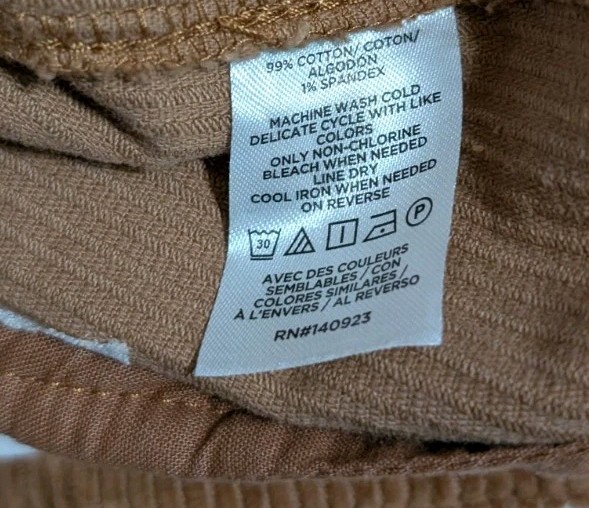 99% COTTON/ COTON/
ALGODON
1% SPANDEX
MACHINE WASH COLD
DELICATE CYCLE WITH LIKE
COLORS
ONLY NON-CHLORINE
BLEACH WHEN NEEDED
LINE DRY
COOL IRON WHEN NEEDED
ON REVERSE
30 P
AVEC DES COULEURS
SEMBLABLES / CON
COLORES SIMILARES /
À L'ENVERS / AL REVERSO
RN#140923